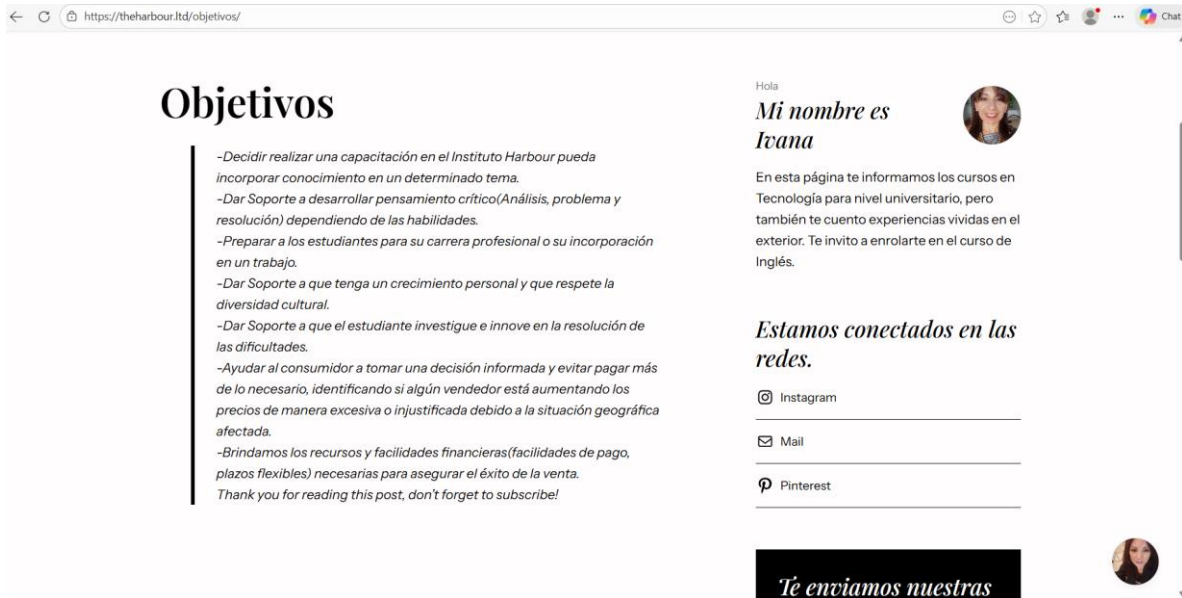 https://theharbour.ltd/objetivos/
Chat
Objetivos
-Decidir realizar una capacitación en el Instituto Harbour pueda
incorporar conocimiento en un determinado tema.
-Dar Soporte a desarrollar pensamiento crítico(Análisis, problema y
resolución) dependiendo de las habilidades.
-Preparar a los estudiantes para su carrera profesional o su incorporación
en un trabajo.
-Dar Soporte a que tenga un crecimiento personal y que respete la
diversidad cultural.
-Dar Soporte a que el estudiante investigue e innove en la resolución de
las dificultades.
-Ayudar al consumidor a tomar una decisión informada y evitar pagar más
de lo necesario, identificando si algún vendedor está aumentando los
precios de manera excesiva o injustificada debido a la situación geográfica
afectada.
-Brindamos los recursos y facilidades financieras(facilidades de pago,
plazos flexibles) necesarias para asegurar el éxito de la venta.
Thank you for reading this post, don't forget to subscribe!
Hola
Mi nombre es
Ivana
En esta página te informamos los cursos en
Tecnología para nivel universitario, pero
también te cuento experiencias vividas en el
exterior. Te invito a enrolarte en el curso de
Inglés.
Estamos conectados en las
redes.
Instagram
Mail
Pinterest
Te enviamos nuestras